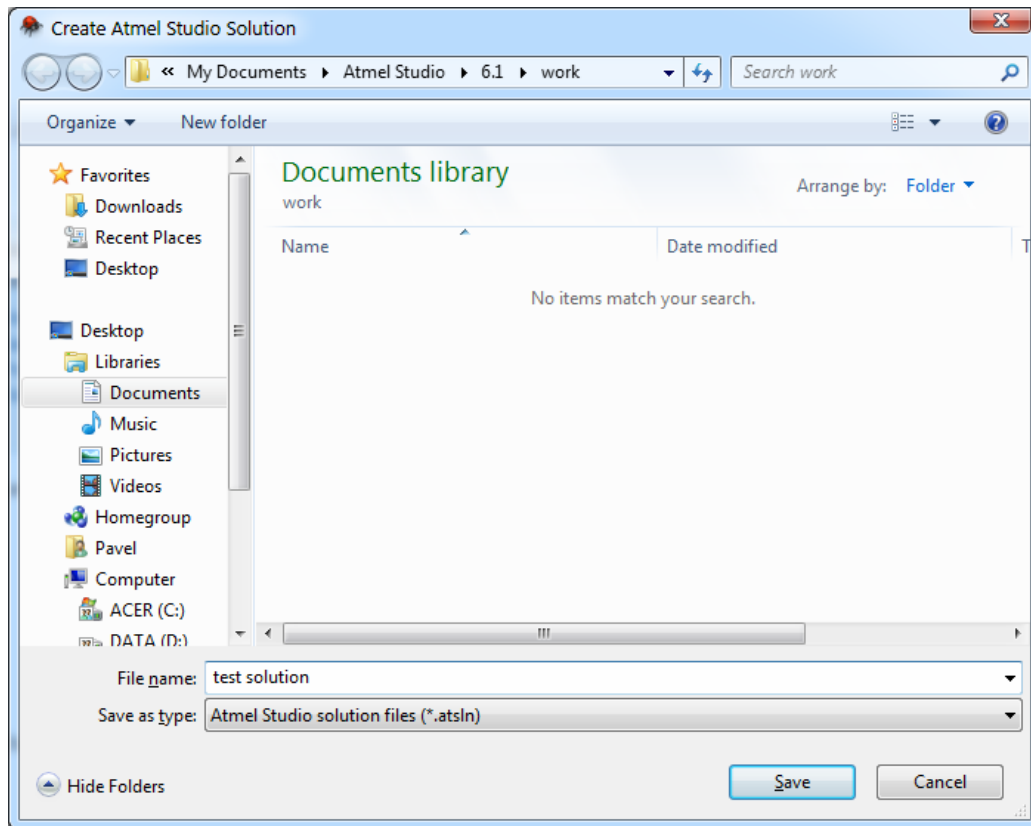 Create Atmel Studio Solution
« My Documents ▸ Atmel Studio ▸ 6.1 ▸ work
Search work
Organize
New folder
Favorites
Downloads
Recent Places
Desktop
Desktop
Libraries
Documents
Music
Pictures
Videos
Homegroup
Pavel
Computer
ACER (C:)
DATA (D:)
Documents library
work
Arrange by: Folder
Name Date modified T
No items match your search.
File name: test solution
Save as type: Atmel Studio solution files (*.atsln)
Hide Folders
Save
Cancel